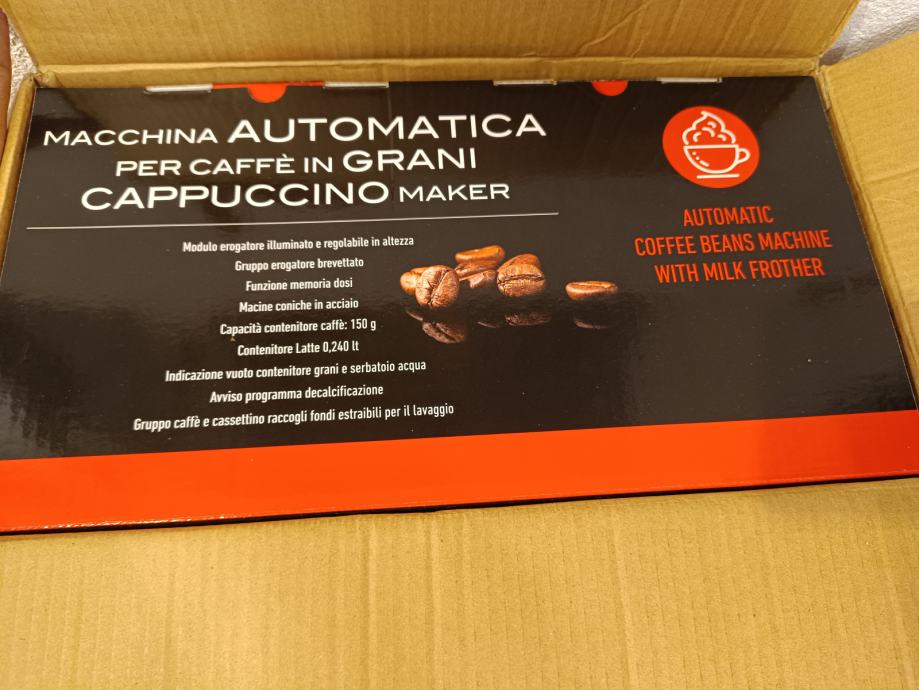 MACCHINA AUTOMATICA
PER CAFFÈ IN GRANI
CAPPUCCINO MAKER
Modulo erogatore illuminato e regolabile in altezza
Gruppo erogatore brevettato
Funzione memoria dosi
Macine coniche in acciaio
Capacità contenitore caffè: 150 g
Contenitore Latte 0,240 lt
Indicazione vuoto contenitore grani e serbatoio acqua
Avviso programma decalcificazione
Gruppo caffè e cassettino raccogli fondi estraibili per il lavaggio
AUTOMATIC
COFFEE BEANS MACHINE
WITH MILK FROTHER